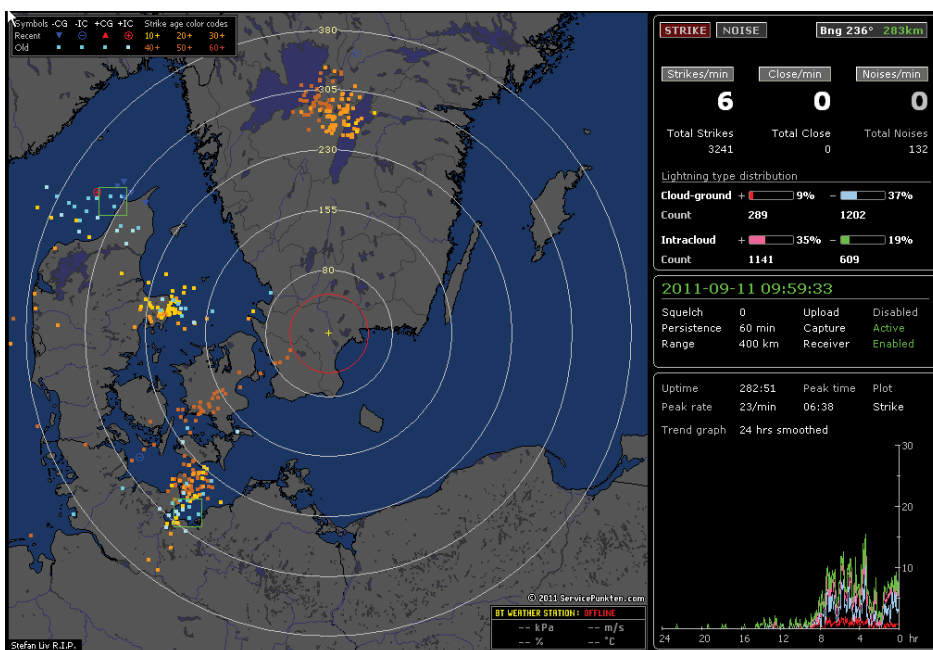 Symbols -CG -IC +CG +IC Strike age color codes
Recent 10+ 20+ 30+
Old 40+ 50+ 60+
380
305
230
155
80
© 2011 ServicePunkten.com
BT WEATHER STATION: OFFLINE
-- kPa -- m/s
-- % -- °C
Stefan Liv R.I.P.
STRIKE NOISE Bng 236° 283km
Strikes/min Close/min Noises/min
6 0 0
Total Strikes Total Close Total Noises
3241 0 132
Lightning type distribution
Cloud-ground + 9% - 37%
Count 289 1202
Intracloud + 35% - 19%
Count 1141 609
2011-09-11 09:59:33
Squelch 0 Upload Disabled
Persistence 60 min Capture Active
Range 400 km Receiver Enabled
Uptime 282:51 Peak time Plot
Peak rate 23/min 06:38 Strike
Trend graph 24 hrs smoothed
30
20
10
24 20 16 12 8 4 0 hr